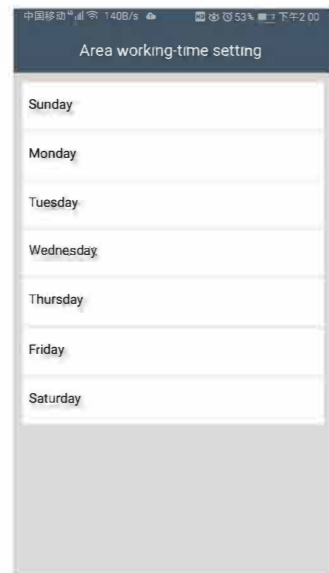 中国移动 140B/s 53% 下午2:00
Area working-time setting
Sunday
Monday
Tuesday
Wednesday
Thursday
Friday
Saturday